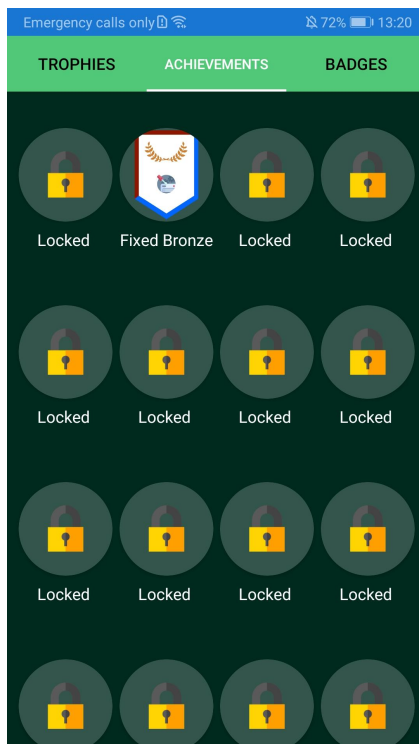 Emergency calls only 72% 13:20
TROPHIES ACHIEVEMENTS BADGES
Locked Fixed Bronze Locked Locked
Locked Locked Locked Locked
Locked Locked Locked Locked